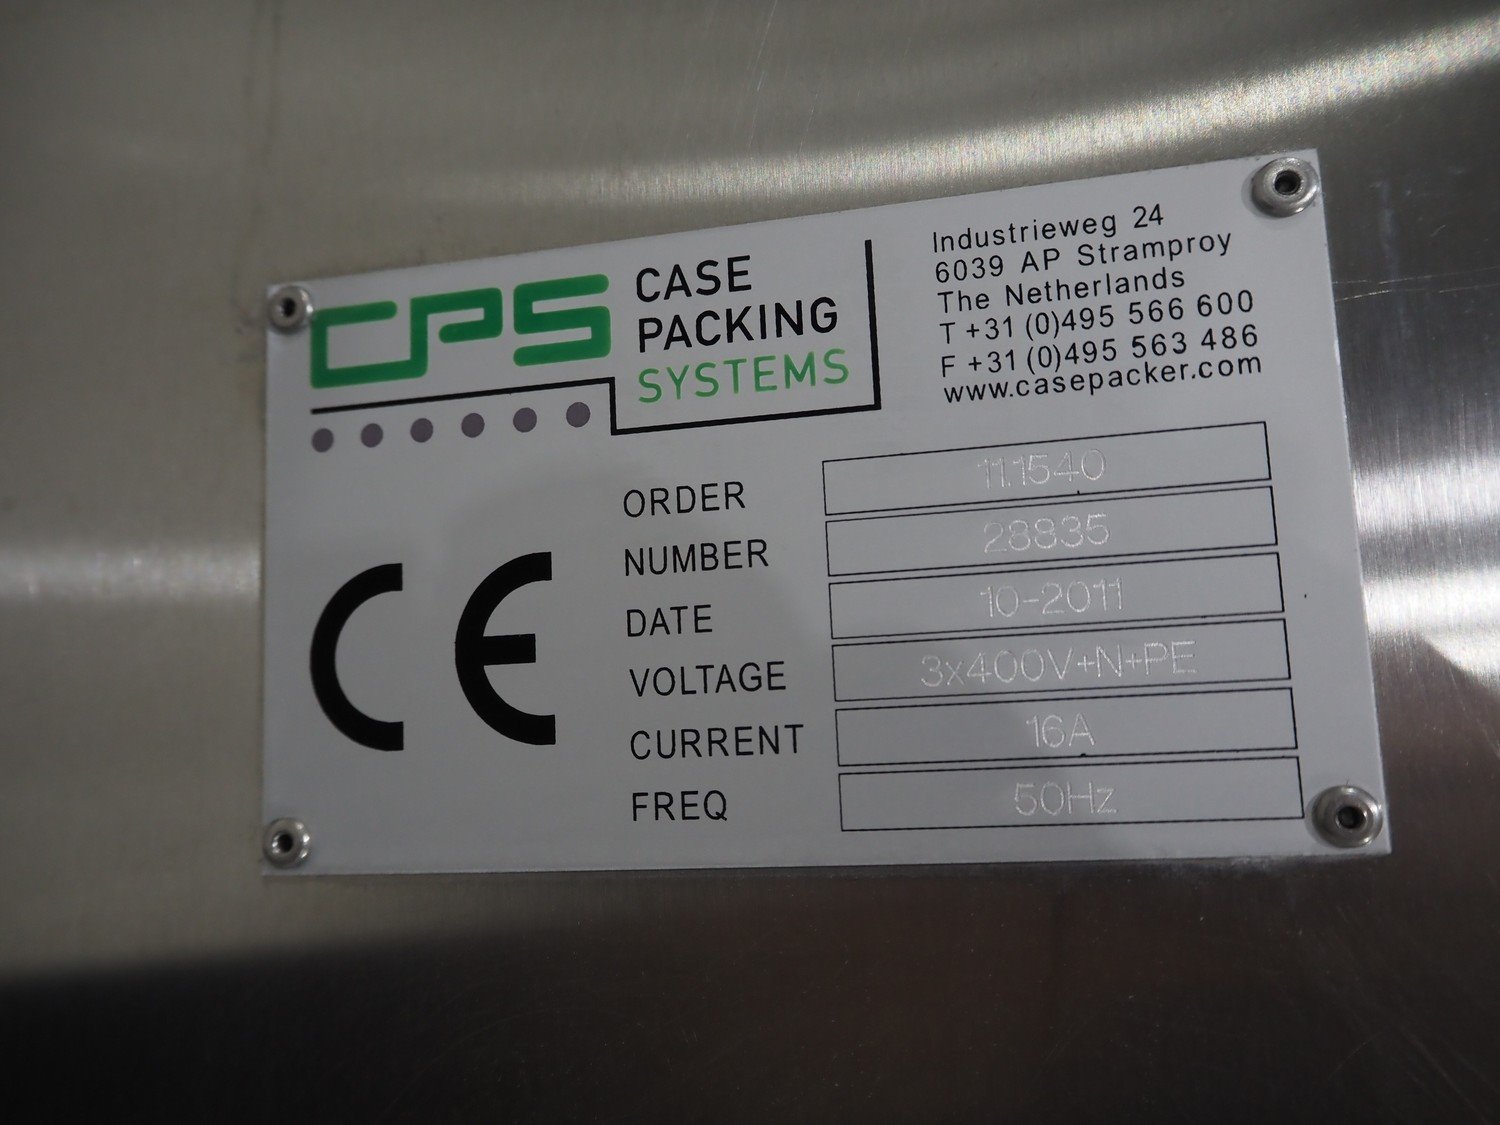 CPS
CASE
PACKING
SYSTEMS
Industrieweg 24
6039 AP Stramproy
The Netherlands
T +31 (0)495 566 600
F +31 (0)495 563 486
www.casepacker.com
CE
ORDER 11.1540
NUMBER 28835
DATE 10-2011
VOLTAGE 3x400V+N+PE
CURRENT 16A
FREQ 50Hz